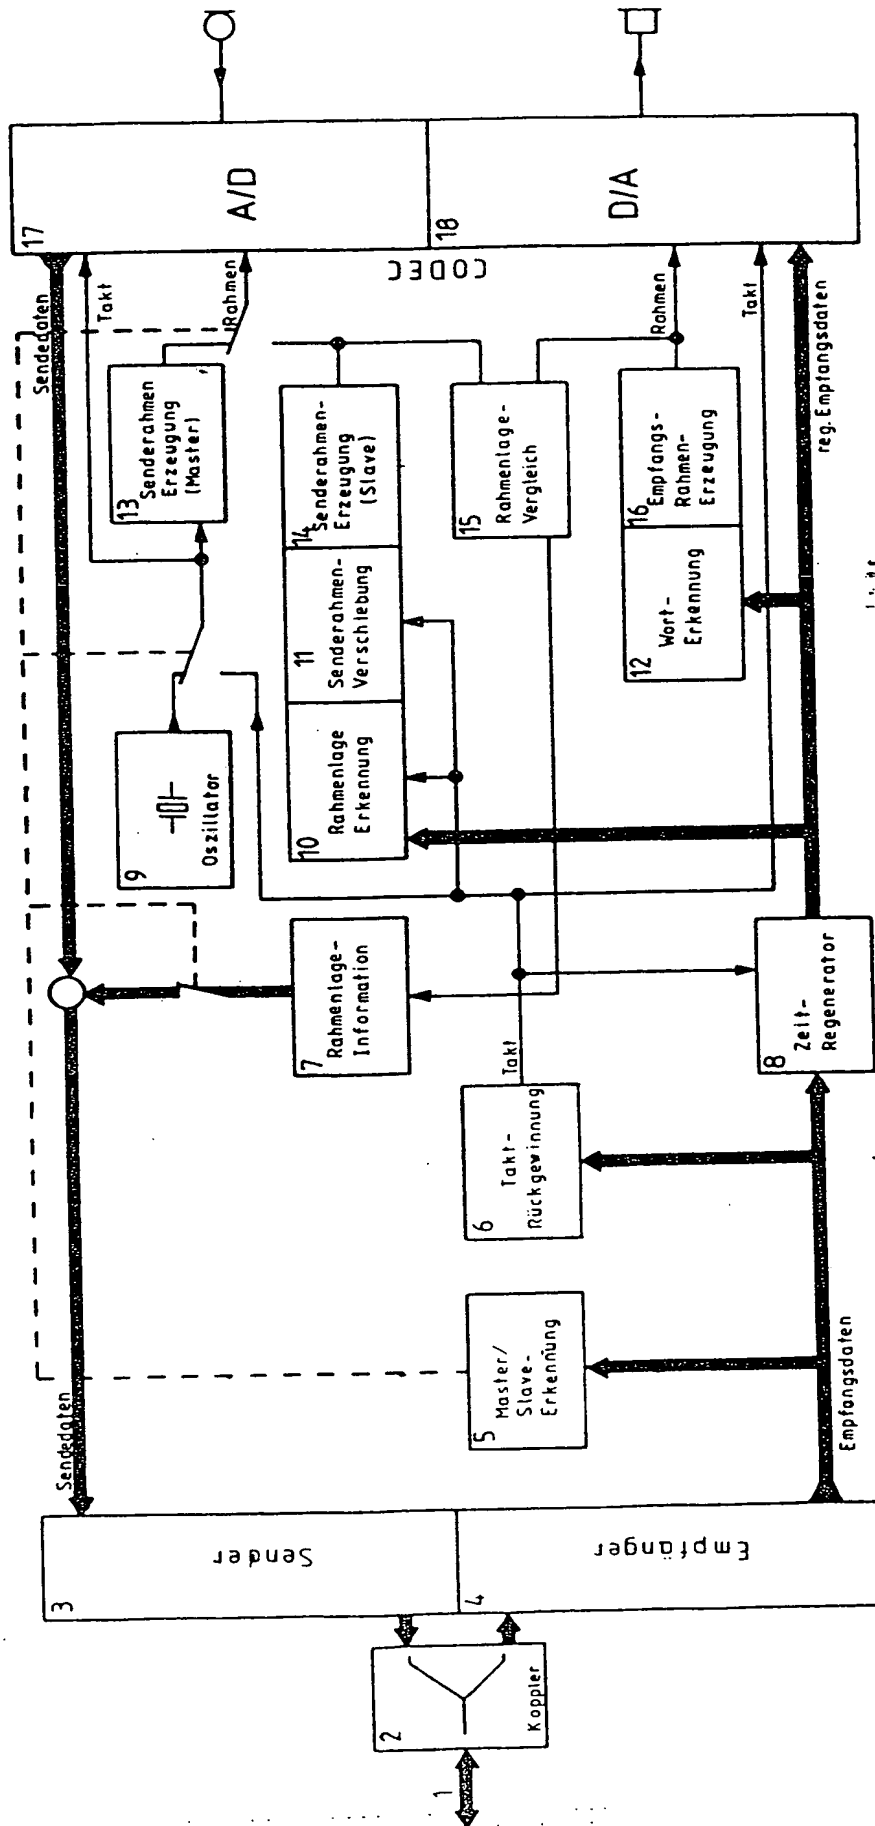 1
2
Koppler
3
Sender
4
Empfänger
Sendedaten
5
Master/
Slave-
Erkennung
Empfangsdaten
6
Takt-
Rückgewinnung
Takt
7
Rahmenlage-
Information
8
Zeit-
Regenerator
9
Oszillator
10
Rahmenlage
Erkennung
11
Senderahmen-
Verschiebung
14
Senderahmen-
Erzeugung
(Slave)
12
Wort-
Erkennung
16
Empfangs-
Rahmen-
Erzeugung
13
Senderahmen
Erzeugung
(Master)
15
Rahmenlage-
Vergleich
Sendedaten
Takt
Rahmen
Rahmen
Takt
reg. Empfangsdaten
CODEC
17
A/D
18
D/A